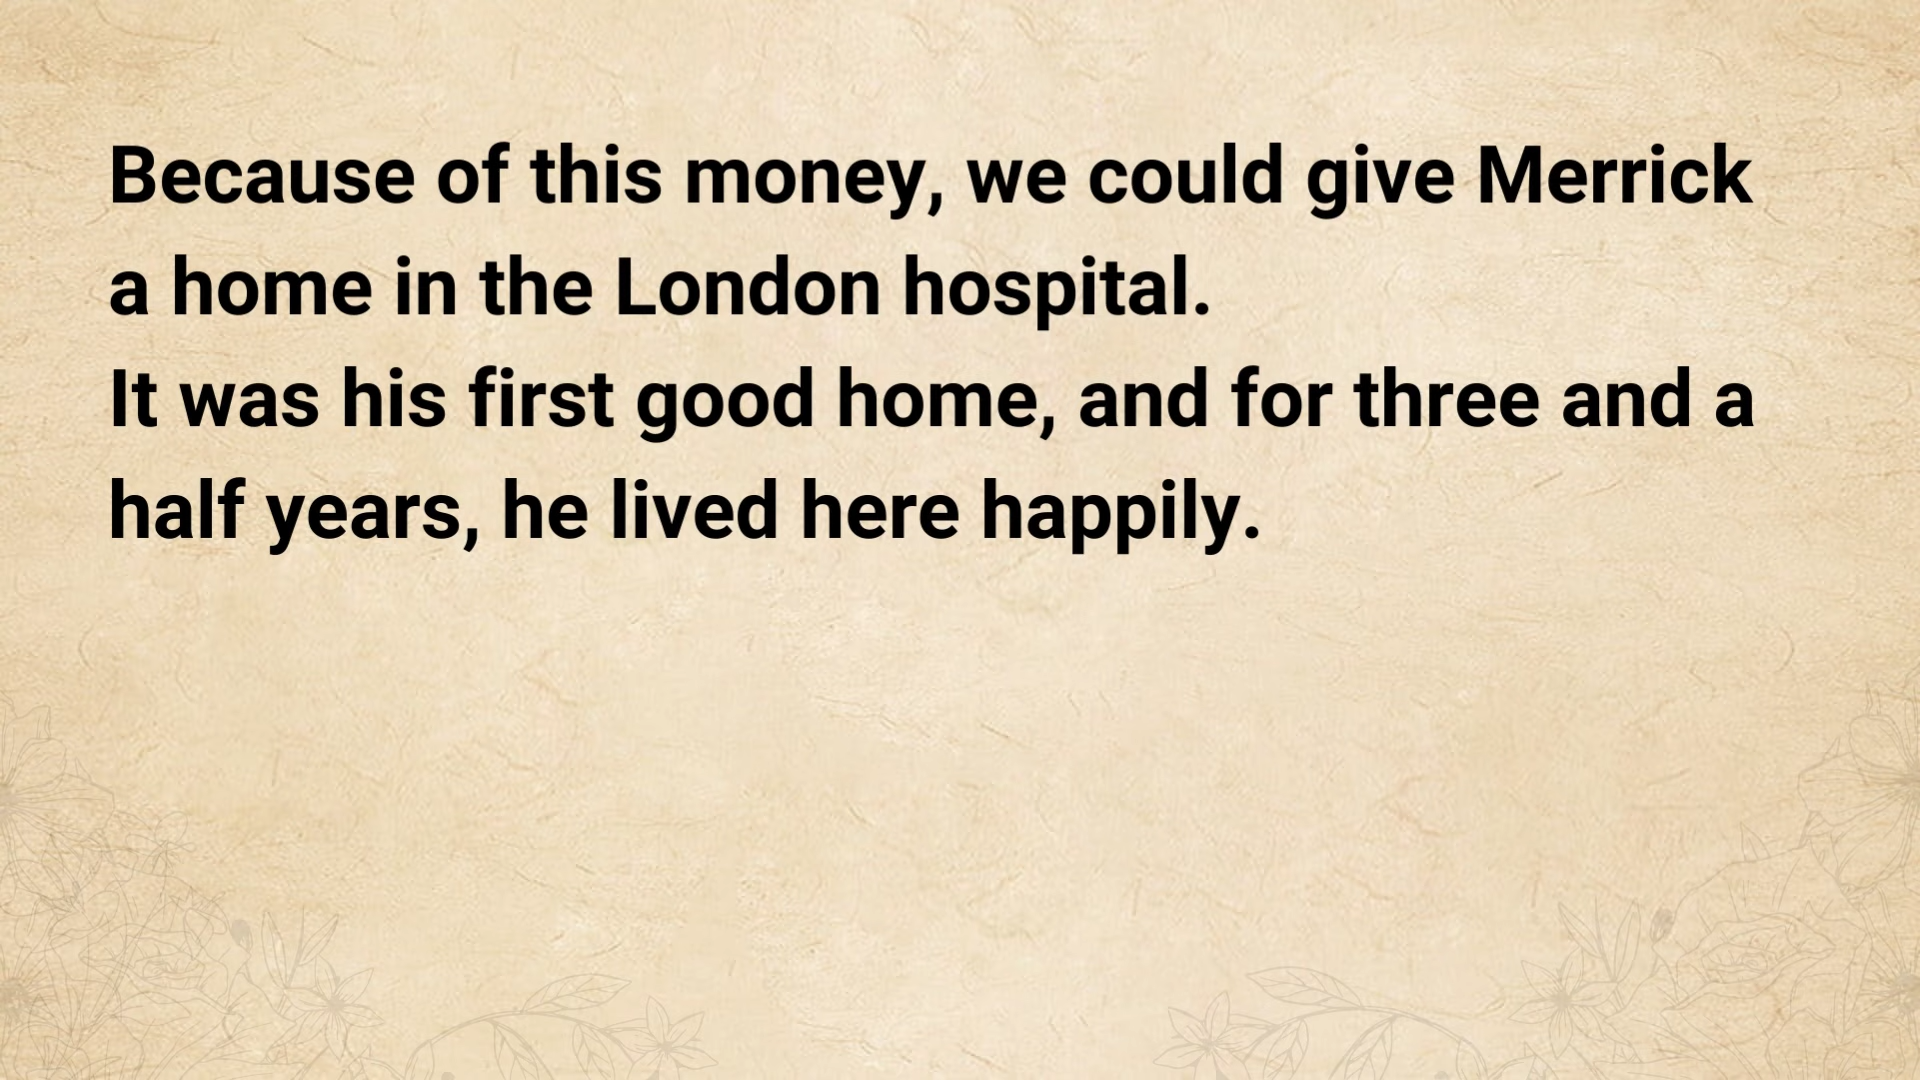 Because of this money, we could give Merrick
a home in the London hospital.
It was his first good home, and for three and a
half years, he lived here happily.